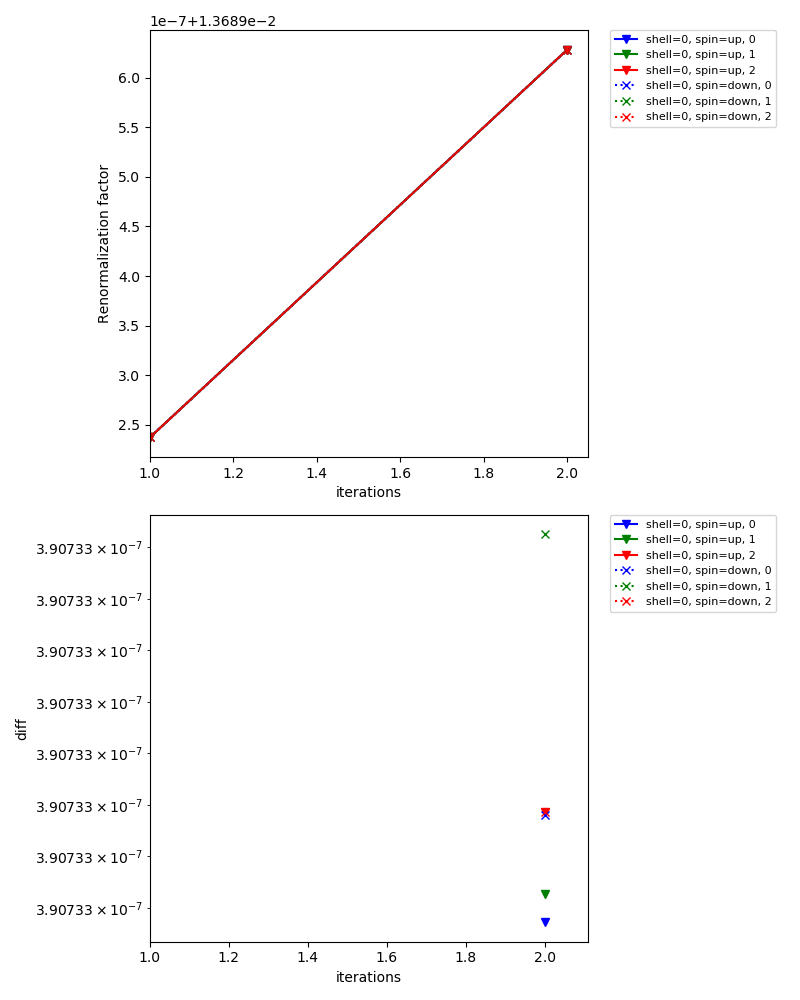 1e−7+1.3689e−2
6.0
5.5
5.0
4.5
4.0
3.5
3.0
2.5
Renormalization factor
1.0 1.2 1.4 1.6 1.8 2.0
iterations
shell=0, spin=up, 0
shell=0, spin=up, 1
shell=0, spin=up, 2
shell=0, spin=down, 0
shell=0, spin=down, 1
shell=0, spin=down, 2
3.90733 × 10⁻⁷
3.90733 × 10⁻⁷
3.90733 × 10⁻⁷
3.90733 × 10⁻⁷
3.90733 × 10⁻⁷
3.90733 × 10⁻⁷
3.90733 × 10⁻⁷
3.90733 × 10⁻⁷
diff
1.0 1.2 1.4 1.6 1.8 2.0
iterations
shell=0, spin=up, 0
shell=0, spin=up, 1
shell=0, spin=up, 2
shell=0, spin=down, 0
shell=0, spin=down, 1
shell=0, spin=down, 2